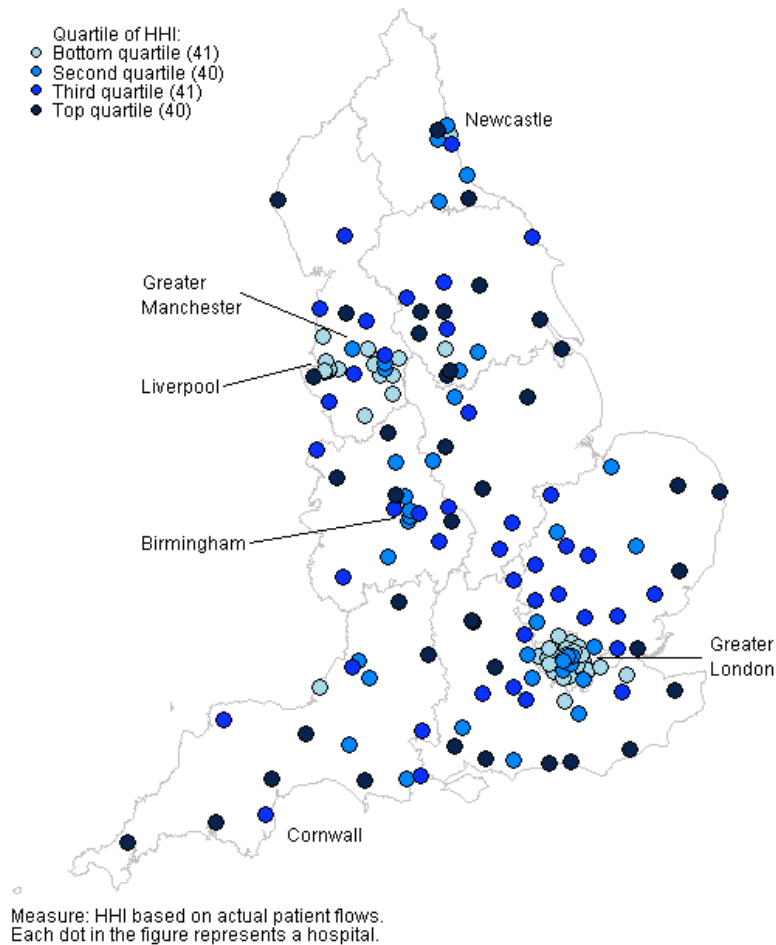 Quartile of HHI:
Bottom quartile (41)
Second quartile (40)
Third quartile (41)
Top quartile (40)
Newcastle
Greater
Manchester
Liverpool
Birmingham
Greater
London
Cornwall
Measure: HHI based on actual patient flows.
Each dot in the figure represents a hospital.